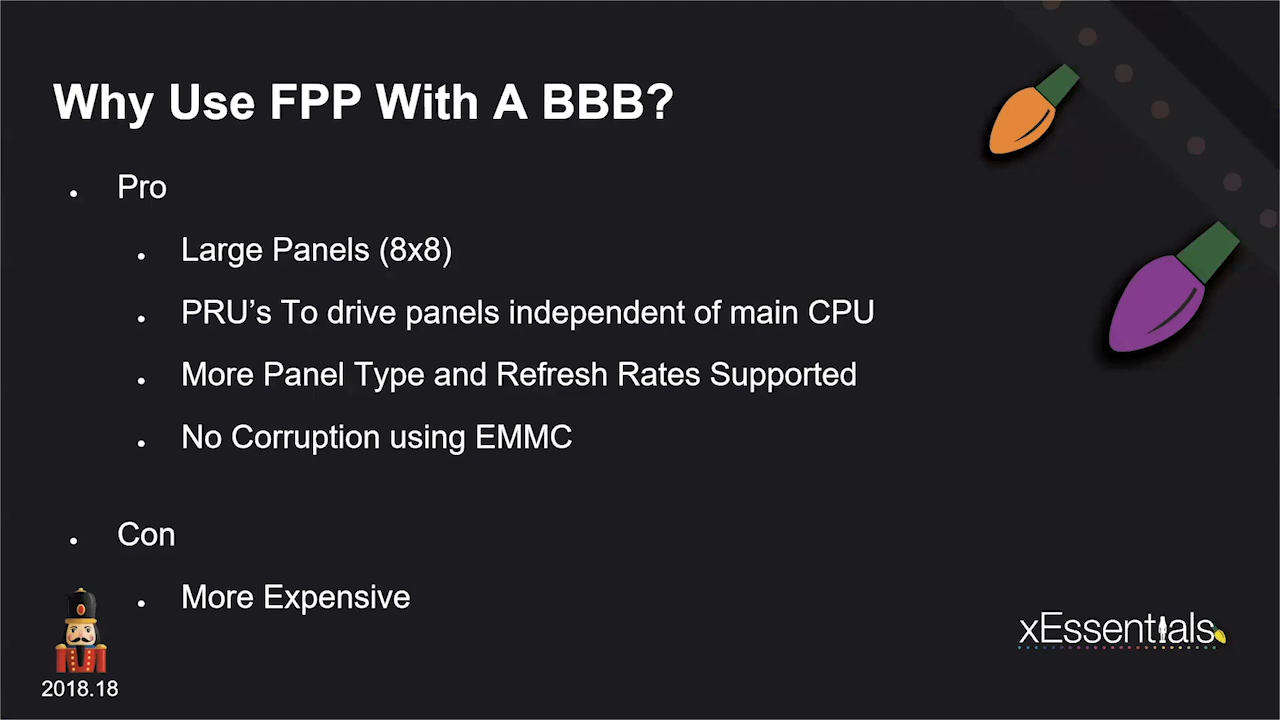 Why Use FPP With A BBB?
Pro
Large Panels (8x8)
PRU's To drive panels independent of main CPU
More Panel Type and Refresh Rates Supported
No Corruption using EMMC
Con
More Expensive
2018.18
xEssentials